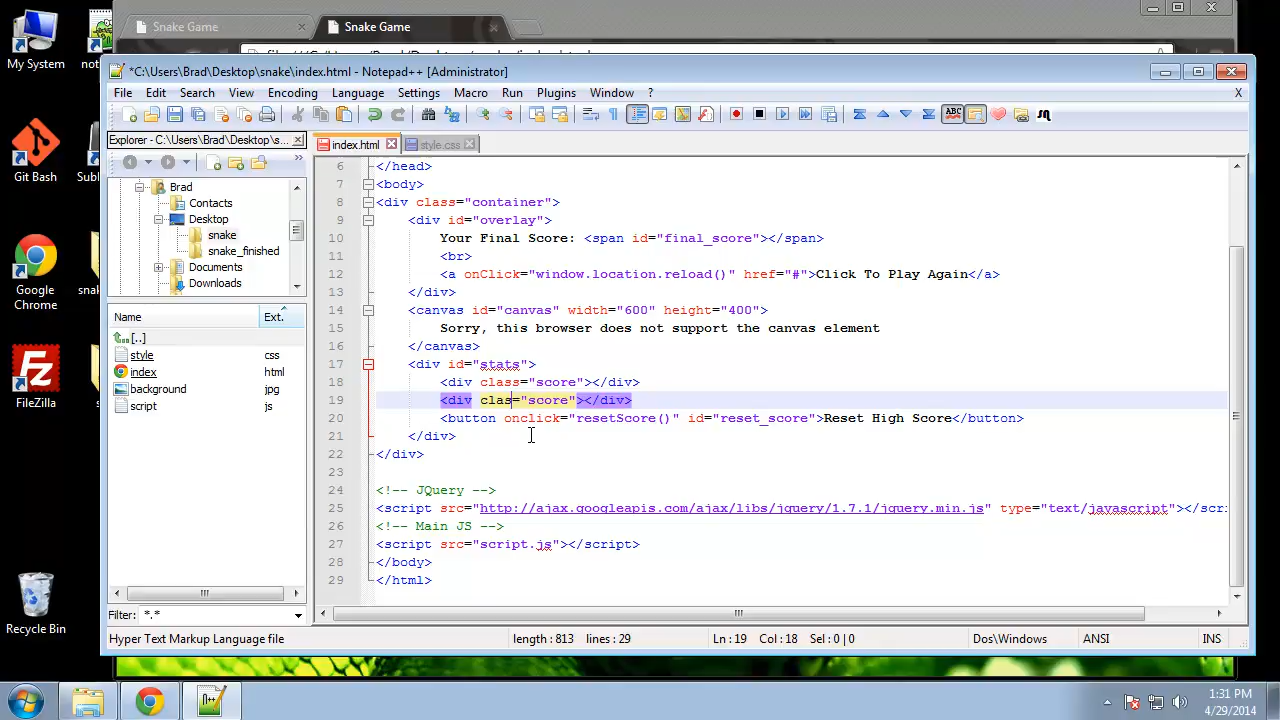 Snake Game
Snake Game
My System
Git Bash
Google
Chrome
FileZilla
Recycle Bin
*C:\Users\Brad\Desktop\snake\index.html - Notepad++ [Administrator]
File Edit Search View Encoding Language Settings Macro Run Plugins Window ? X
Explorer - C:\Users\Brad\Desktop\s...
index.html
style.css
Brad
Contacts
Desktop
snake
snake_finished
Documents
Downloads
Name Ext.
[..]
style css
index html
background jpg
script js
Filter: *.*
6 </head>
7 <body>
8 <div class="container">
9 <div id="overlay">
10 Your Final Score: <span id="final_score"></span>
11 <br>
12 <a onClick="window.location.reload()" href="#">Click To Play Again</a>
13 </div>
14 <canvas id="canvas" width="600" height="400">
15 Sorry, this browser does not support the canvas element
16 </canvas>
17 <div id="stats">
18 <div class="score"></div>
19 <div clas="score"></div>
20 <button onclick="resetScore()" id="reset_score">Reset High Score</button>
21 </div>
22 </div>
23
24 <!-- JQuery -->
25 <script src="http://ajax.googleapis.com/ajax/libs/jquery/1.7.1/jquery.min.js" type="text/javascript"></scri
26 <!-- Main JS -->
27 <script src="script.js"></script>
28 </body>
29 </html>
Hyper Text Markup Language file length : 813 lines : 29 Ln : 19 Col : 18 Sel : 0 | 0 Dos\Windows ANSI INS
1:31 PM
4/29/2014